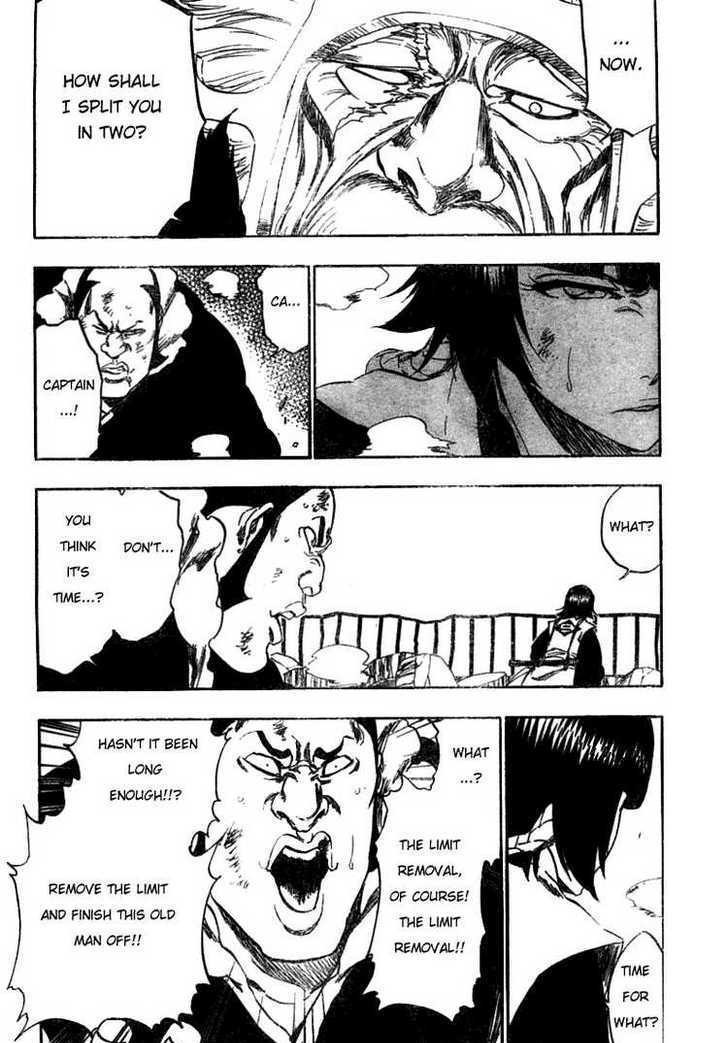 ...
NOW.
HOW SHALL
I SPLIT YOU
IN TWO?
CA...
CAPTAIN
...!
WHAT?
DON'T...
YOU
THINK
IT'S
TIME...?
TIME
FOR
WHAT?
WHAT
...?
THE LIMIT
REMOVAL,
OF COURSE!
THE LIMIT
REMOVAL!!
HASN'T IT BEEN
LONG
ENOUGH!!?
REMOVE THE LIMIT
AND FINISH THIS OLD
MAN OFF!!